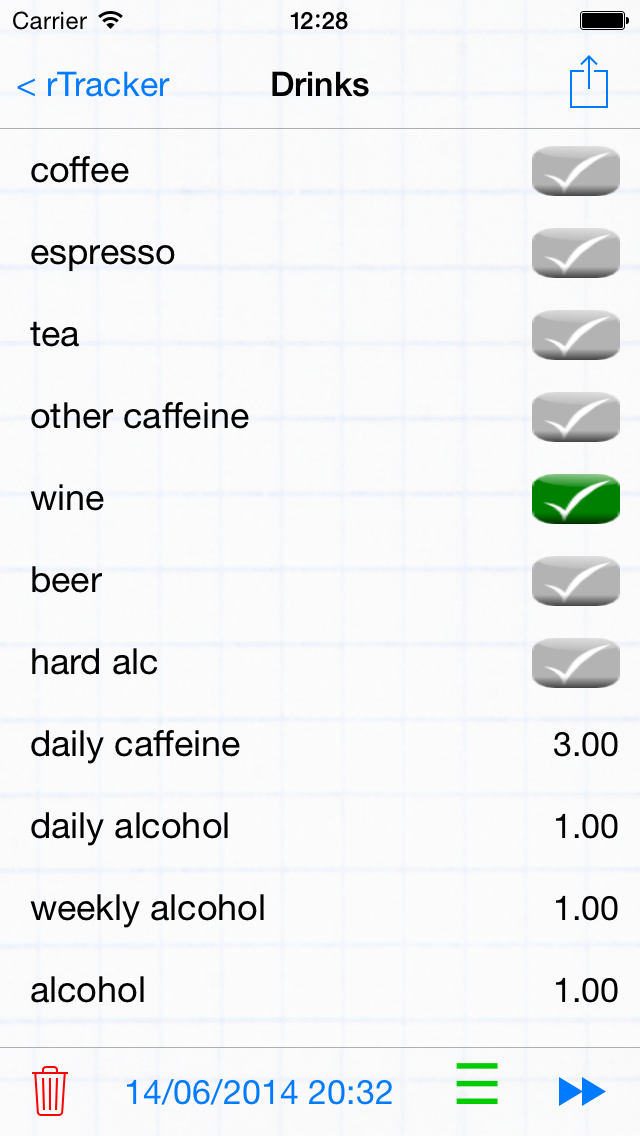 Carrier 12:28
< rTracker Drinks
coffee
espresso
tea
other caffeine
wine
beer
hard alc
daily caffeine 3.00
daily alcohol 1.00
weekly alcohol 1.00
alcohol 1.00
14/06/2014 20:32